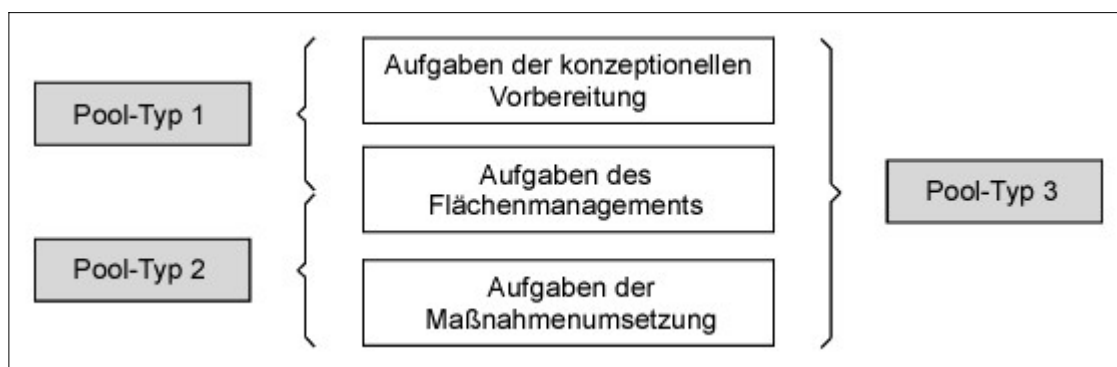 Pool-Typ 1
Pool-Typ 2
Aufgaben der konzeptionellen
Vorbereitung
Aufgaben des
Flächenmanagements
Aufgaben der
Maßnahmenumsetzung
Pool-Typ 3